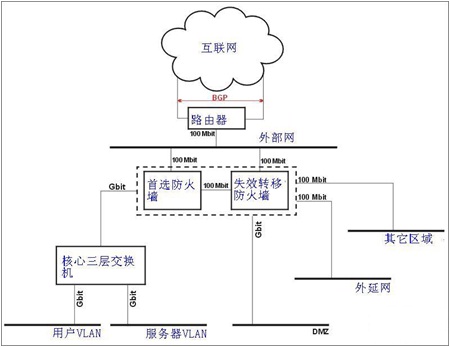 互联网
BGP
路由器
100 Mbit
外部网
100 Mbit
100 Mbit
首选防火
墙
100 Mbit
失效转移
防火墙
100 Mbit
100 Mbit
Gbit
Gbit
其它区域
核心三层交换
机
外延网
Gbit
Gbit
用户VLAN
服务器VLAN
DMZ